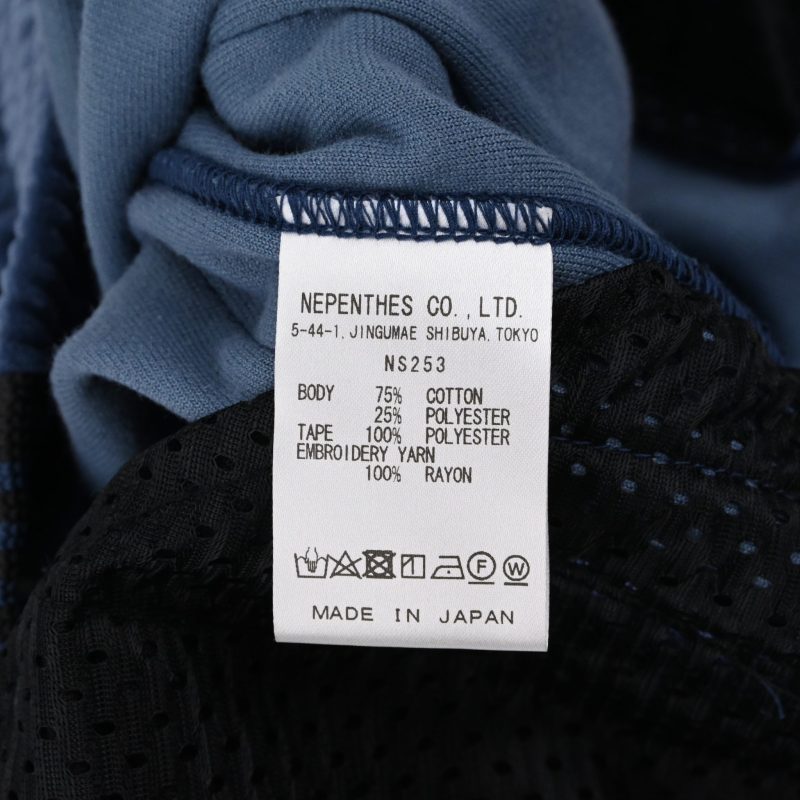 NEPENTHES CO., LTD.
5-44-1, JINGUMAE SHIBUYA, TOKYO
NS253
BODY 75% COTTON
25% POLYESTER
TAPE 100% POLYESTER
EMBROIDERY YARN
100% RAYON
F W
MADE IN JAPAN